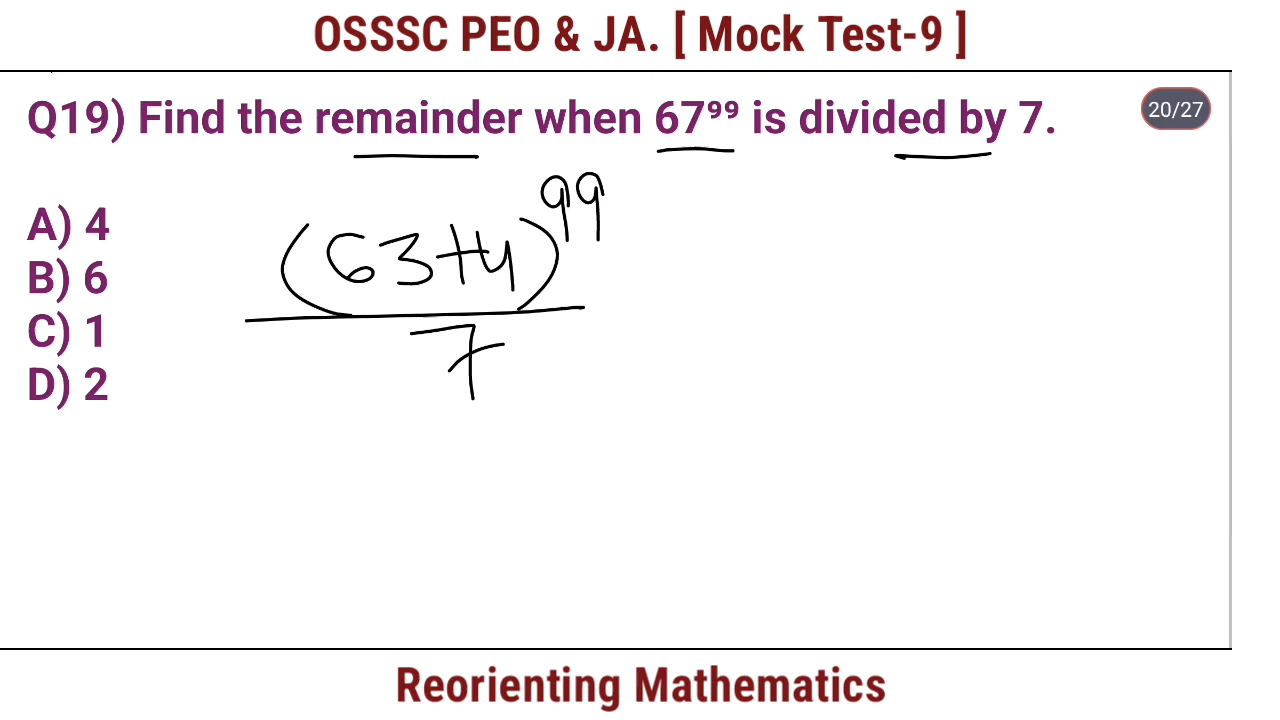 OSSSC PEO & JA. [ Mock Test-9 ]
Q19) Find the remainder when 67⁹⁹ is divided by 7.
20/27
A) 4
B) 6
C) 1
D) 2
(63+4)⁹⁹
7
Reorienting Mathematics